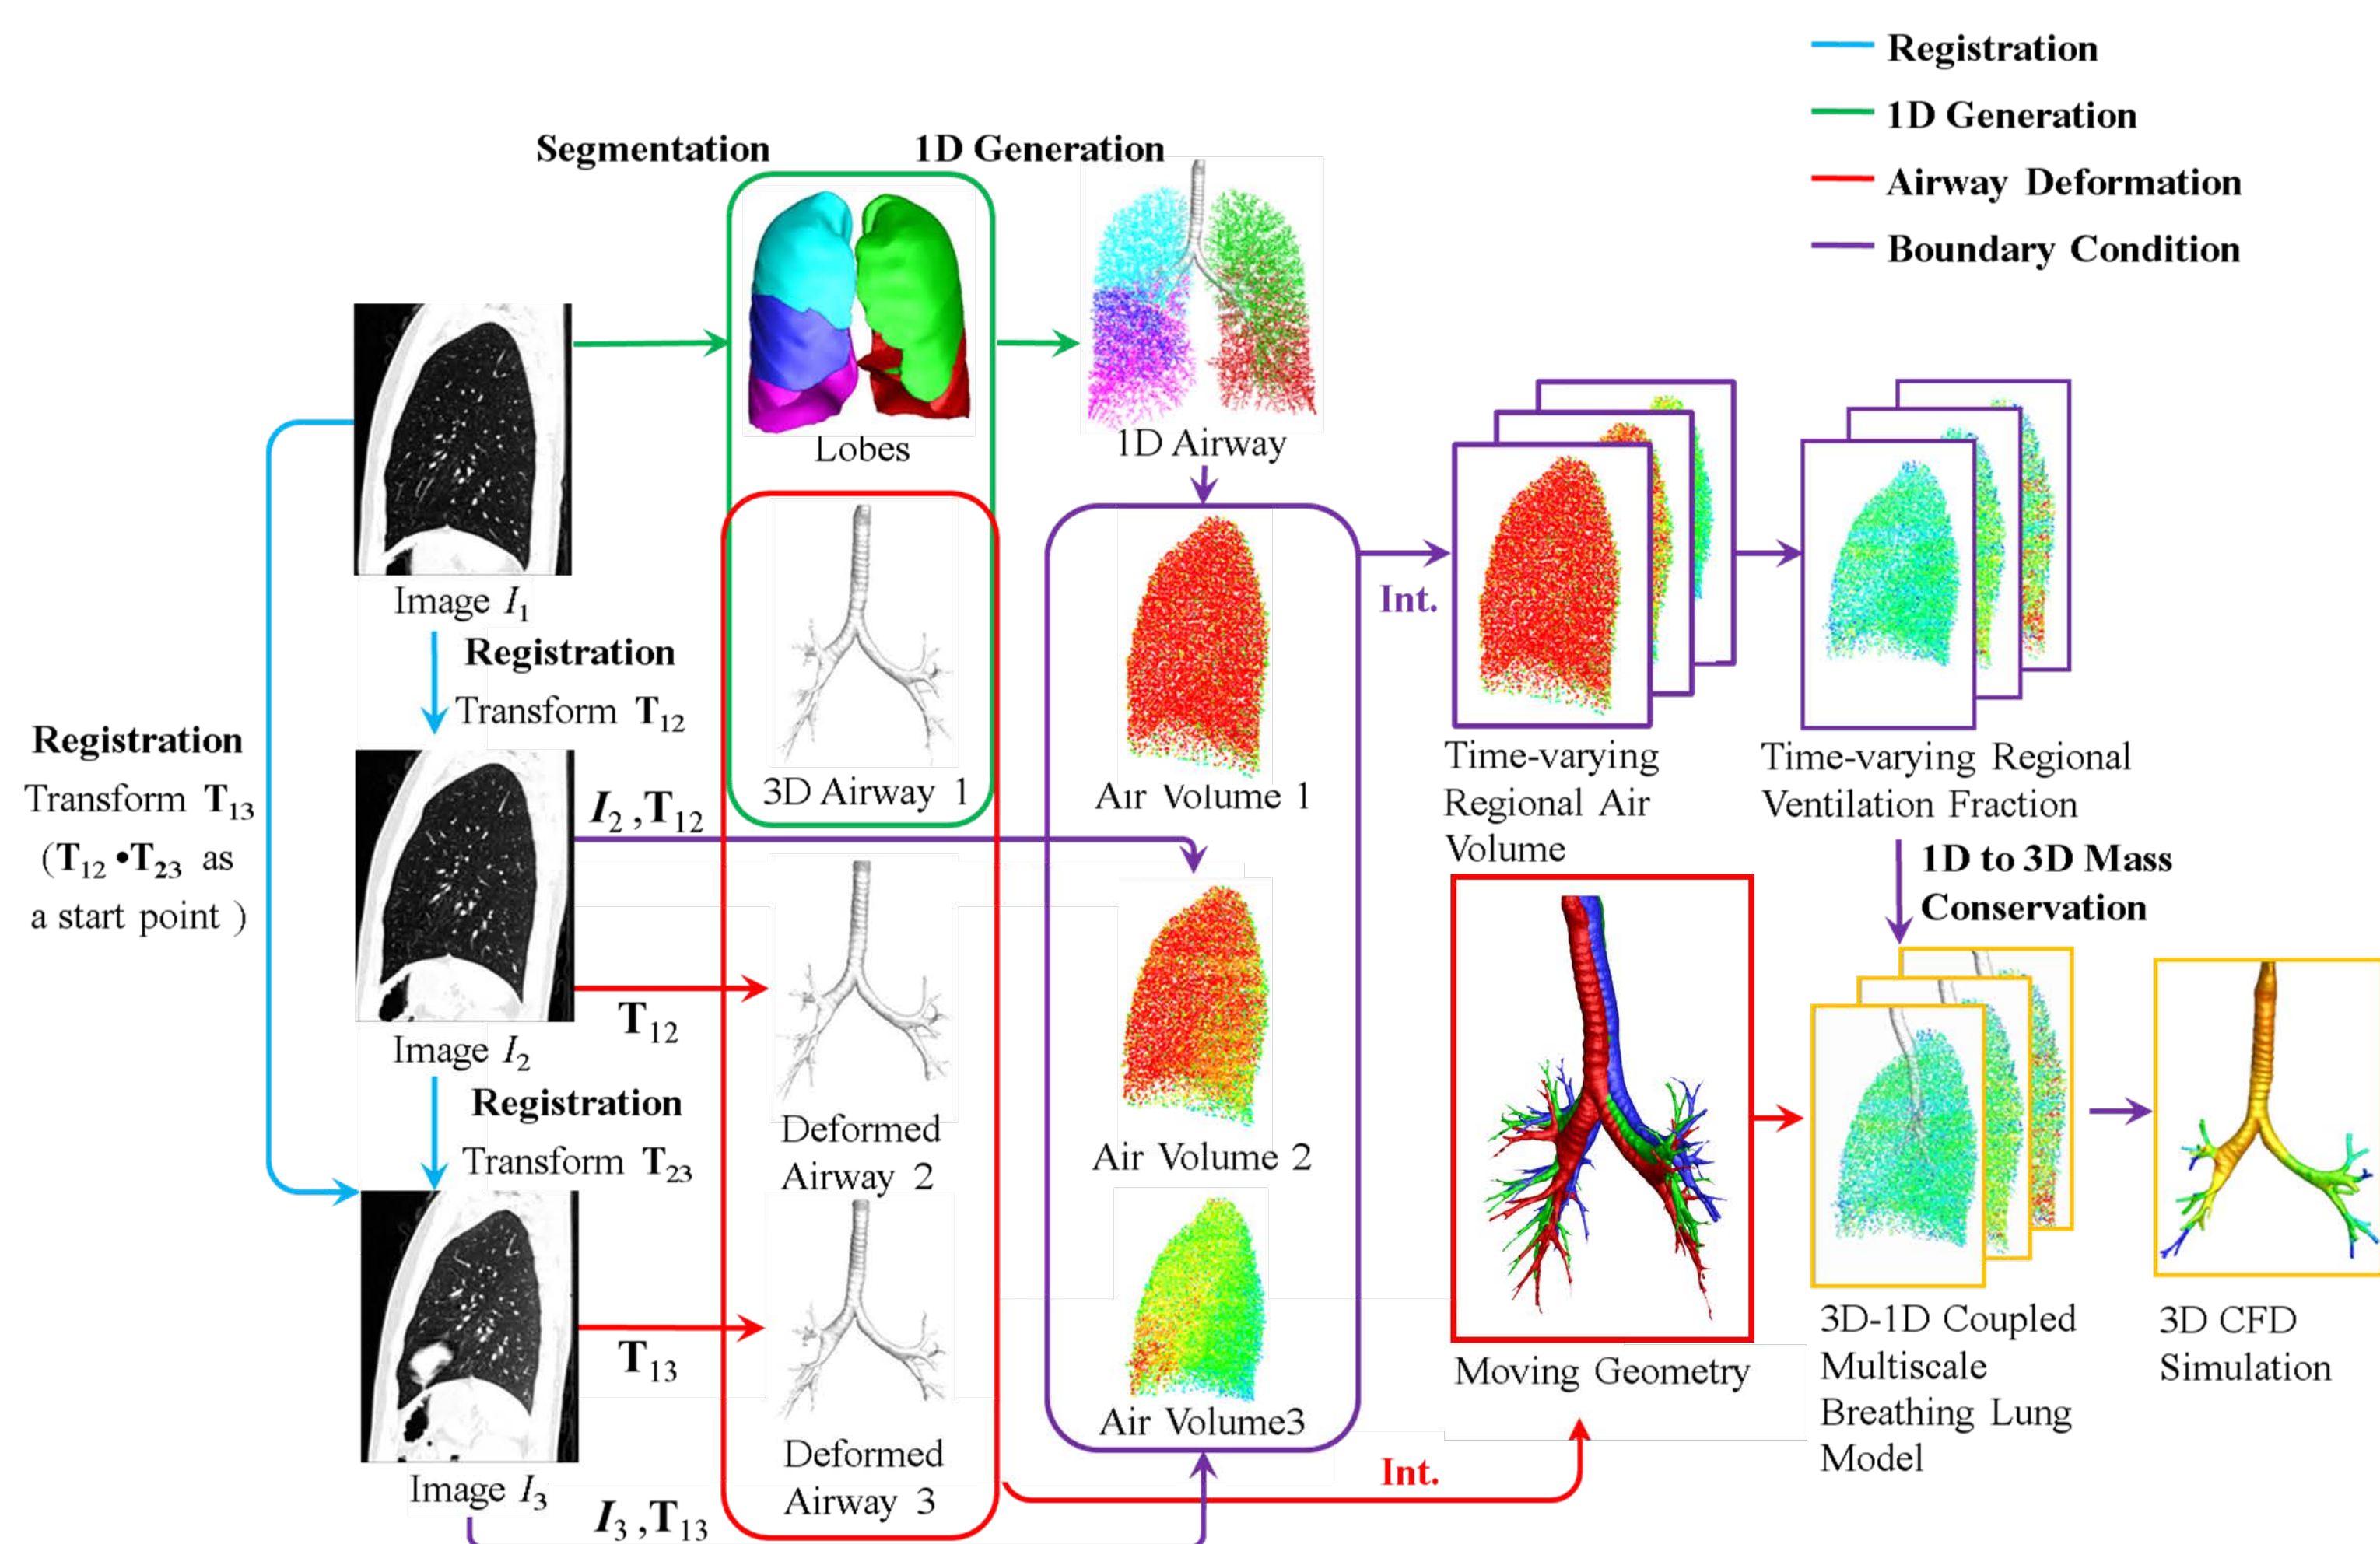 Registration
1D Generation
Airway Deformation
Boundary Condition
Segmentation
1D Generation
Lobes
1D Airway
Image I1
Registration
Transform T12
Registration
Transform T13
(T12 •T23 as
a start point )
3D Airway 1
I2 ,T12
Air Volume 1
Int.
Time-varying
Regional Air
Volume
Time-varying Regional
Ventilation Fraction
1D to 3D Mass
Conservation
T12
Image I2
Registration
Transform T23
Deformed
Airway 2
Air Volume 2
T13
Image I3
I3 ,T13
Deformed
Airway 3
Air Volume3
Int.
Moving Geometry
3D-1D Coupled
Multiscale
Breathing Lung
Model
3D CFD
Simulation